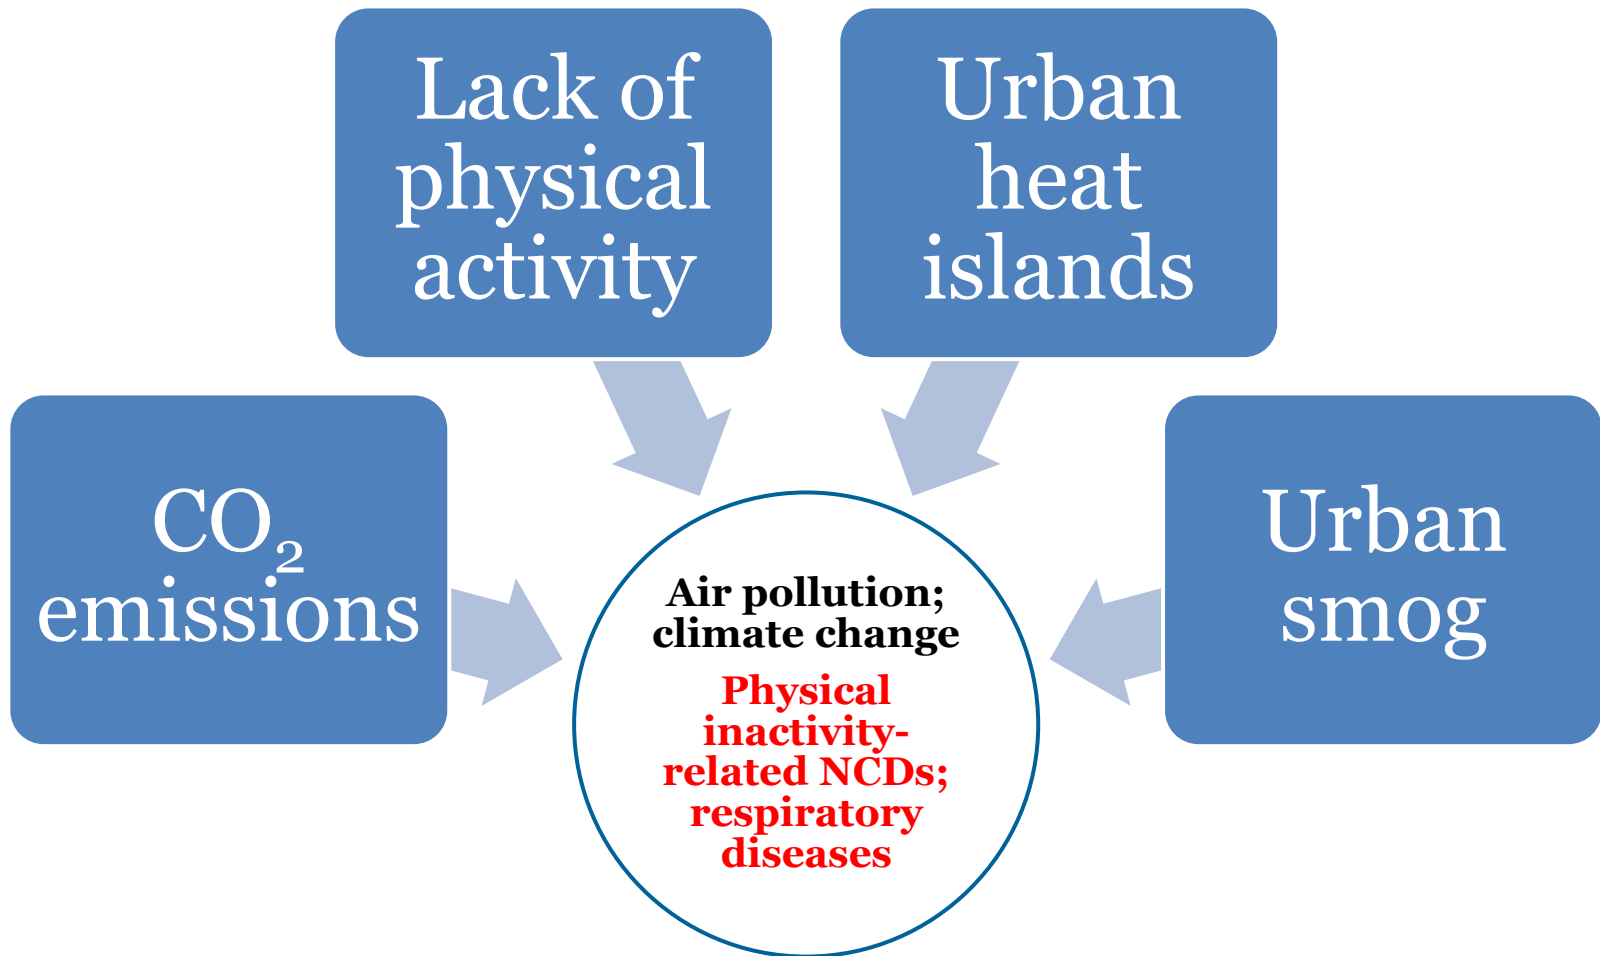 Lack of
physical
activity
Urban
heat
islands
CO₂
emissions
Urban
smog
Air pollution;
climate change
Physical
inactivity-
related NCDs;
respiratory
diseases